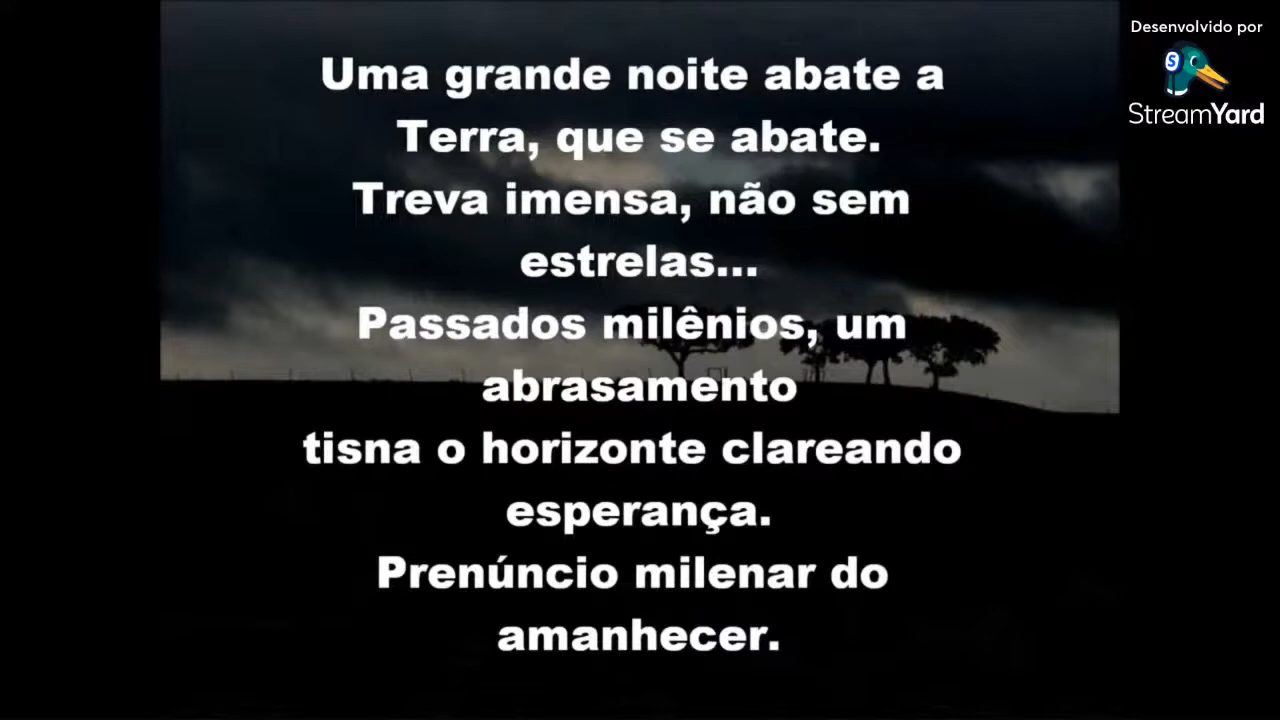 Desenvolvido por
StreamYard
Uma grande noite abate a
Terra, que se abate.
Treva imensa, não sem
estrelas...
Passados milênios, um
abrasamento
tisna o horizonte clareando
esperança.
Prenúncio milenar do
amanhecer.